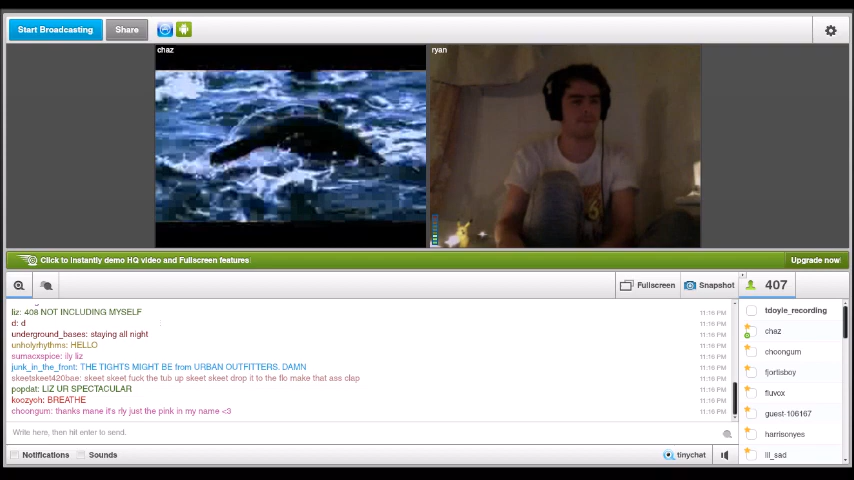 Start Broadcasting
Share
chaz
ryan
Click to instantly demo HQ video and Fullscreen features
Upgrade now
Fullscreen
Snapshot
407
liz: 408 NOT INCLUDING MYSELF 11:16 PM
d: d 11:16 PM
underground_bases: staying all night 11:16 PM
unholyrhythms: HELLO 11:16 PM
sumacxspice: ily liz 11:16 PM
junk_in_the_front: THE TIGHTS MIGHT BE from URBAN OUTFITTERS. DAMN 11:16 PM
skeetskeet420bae: skeet skeet fuck the tub up skeet skeet drop it to the flo make that ass clap 11:16 PM
popdat: LIZ UR SPECTACULAR 11:16 PM
koozyroh: BREATHE 11:16 PM
choongum: thanks mane it's rly just the pink in my name <3 11:16 PM
Write here, then hit enter to send.
Notifications
Sounds
tinychat
tdoyle_recording
chaz
choongum
fjortisboy
fluvox
guest-106167
harrisonyes
lil_sad